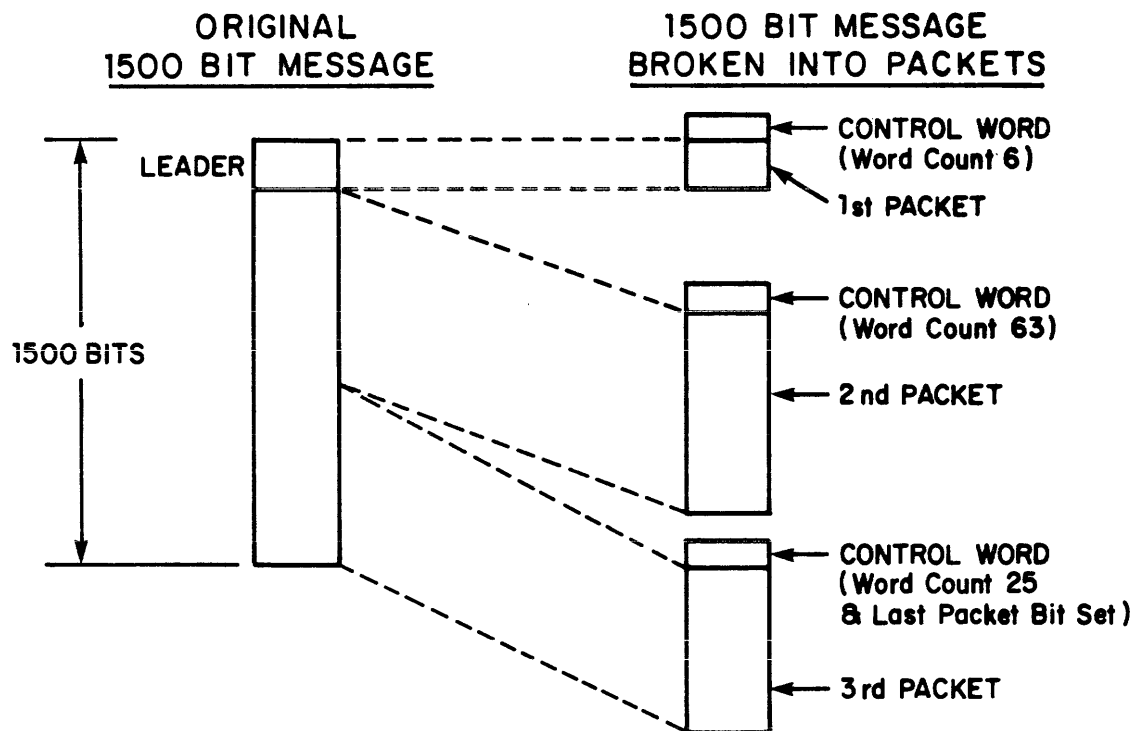 ORIGINAL
1500 BIT MESSAGE
1500 BIT MESSAGE
BROKEN INTO PACKETS
LEADER
1500 BITS
CONTROL WORD
(Word Count 6)
1st PACKET
CONTROL WORD
(Word Count 63)
2nd PACKET
CONTROL WORD
(Word Count 25
& Last Packet Bit Set)
3rd PACKET